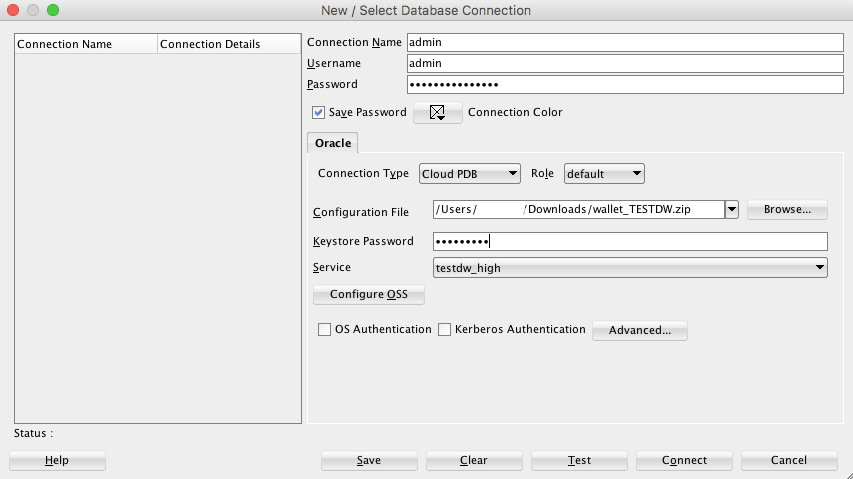 New / Select Database Connection
Connection Name Connection Details
Connection Name admin
Username admin
Password •••••••••••••••
Save Password Connection Color
Oracle
Connection Type Cloud PDB Role default
Configuration File /Users/ /Downloads/wallet_TESTDW.zip Browse...
Keystore Password •••••••••
Service testdw_high
Configure OSS
OS Authentication Kerberos Authentication Advanced...
Status :
Help Save Clear Test Connect Cancel